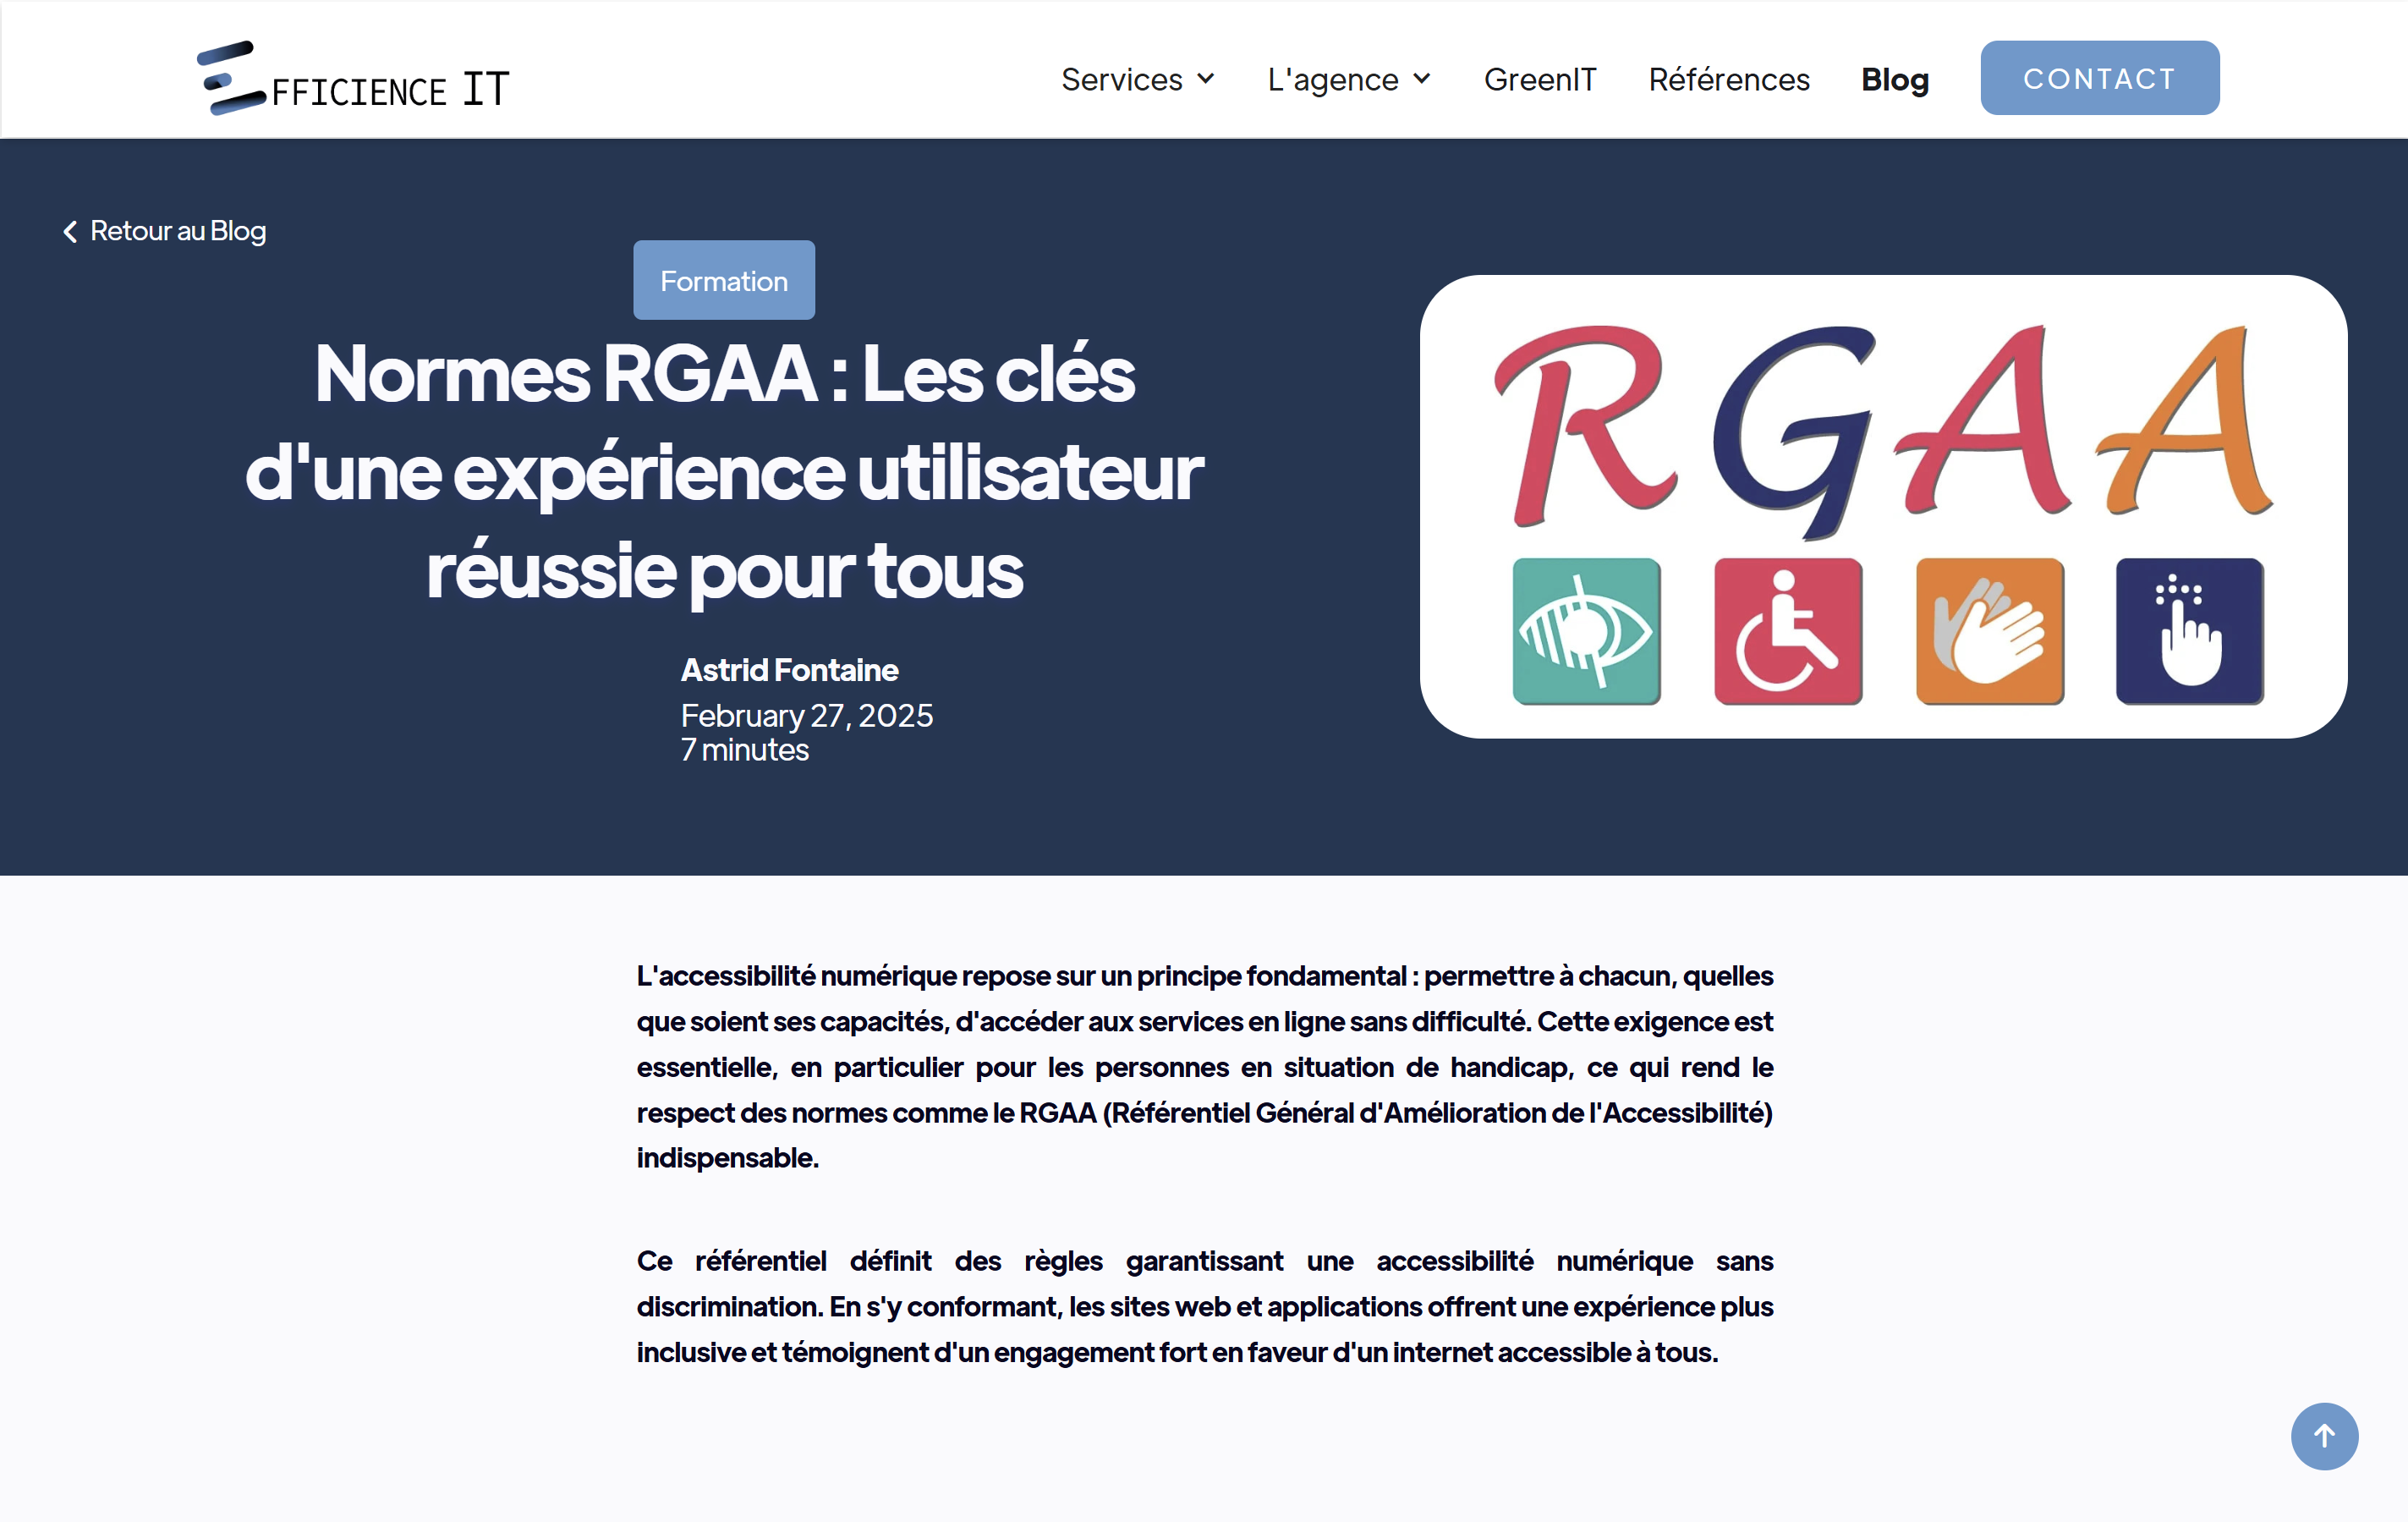 EFFICIENCE IT
Services
L'agence
GreenIT
Références
Blog
CONTACT
Retour au Blog
Formation
Normes RGAA : Les clés
d'une expérience utilisateur
réussie pour tous
Astrid Fontaine
February 27, 2025
7 minutes
RGAA
L'accessibilité numérique repose sur un principe fondamental : permettre à chacun, quelles
que soient ses capacités, d'accéder aux services en ligne sans difficulté. Cette exigence est
essentielle, en particulier pour les personnes en situation de handicap, ce qui rend le
respect des normes comme le RGAA (Référentiel Général d'Amélioration de l'Accessibilité)
indispensable.
Ce référentiel définit des règles garantissant une accessibilité numérique sans
discrimination. En s'y conformant, les sites web et applications offrent une expérience plus
inclusive et témoignent d'un engagement fort en faveur d'un internet accessible à tous.